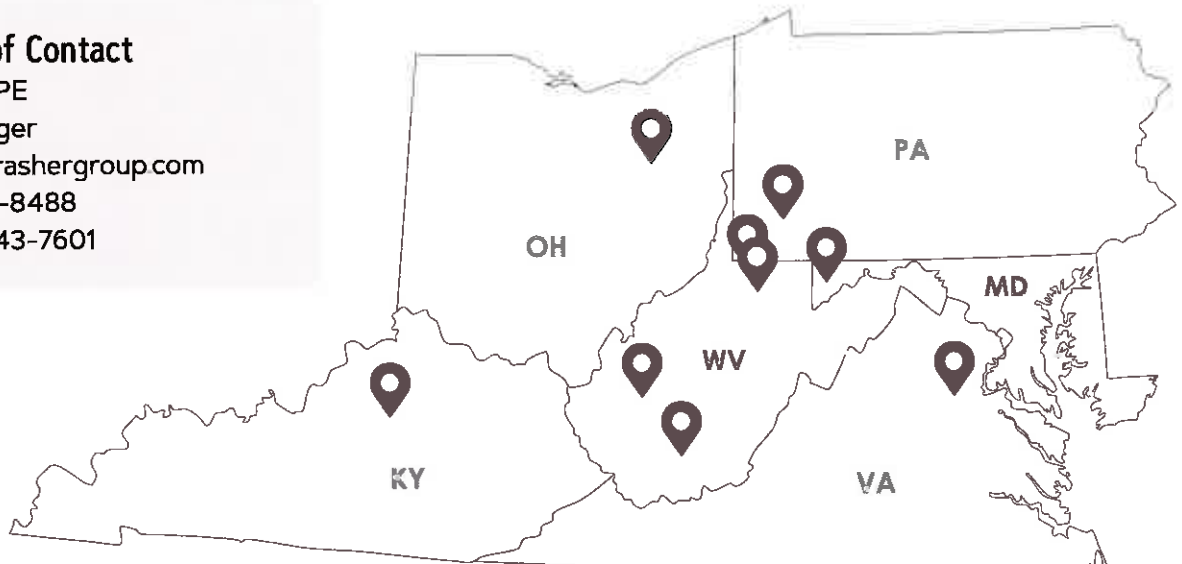 of Contact
PE
ger
rashergroup.com
-8488
43-7601
PA
OH
MD
WV
KY
VA